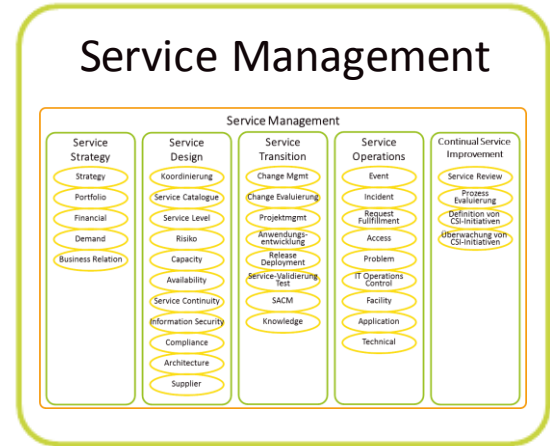 Service Management
Service Management
Service
Strategy
Strategy
Portfolio
Financial
Demand
Business Relation
Service
Design
Koordinierung
Service Catalogue
Service Level
Risiko
Capacity
Availability
Service Continuity
Information Security
Compliance
Architecture
Supplier
Service
Transition
Change Mgmt
Change Evaluierung
Projektmgmt
Anwendungs-
entwicklung
Release
Deployment
Service-Validierung
Test
SACM
Knowledge
Service
Operations
Event
Incident
Request
Fullfillment
Access
Problem
IT Operations
Control
Facility
Application
Technical
Continual Service
Improvement
Service Review
Prozess
Evaluierung
Definition von
CSI-Initiativen
Überwachung von
CSI-Initiativen